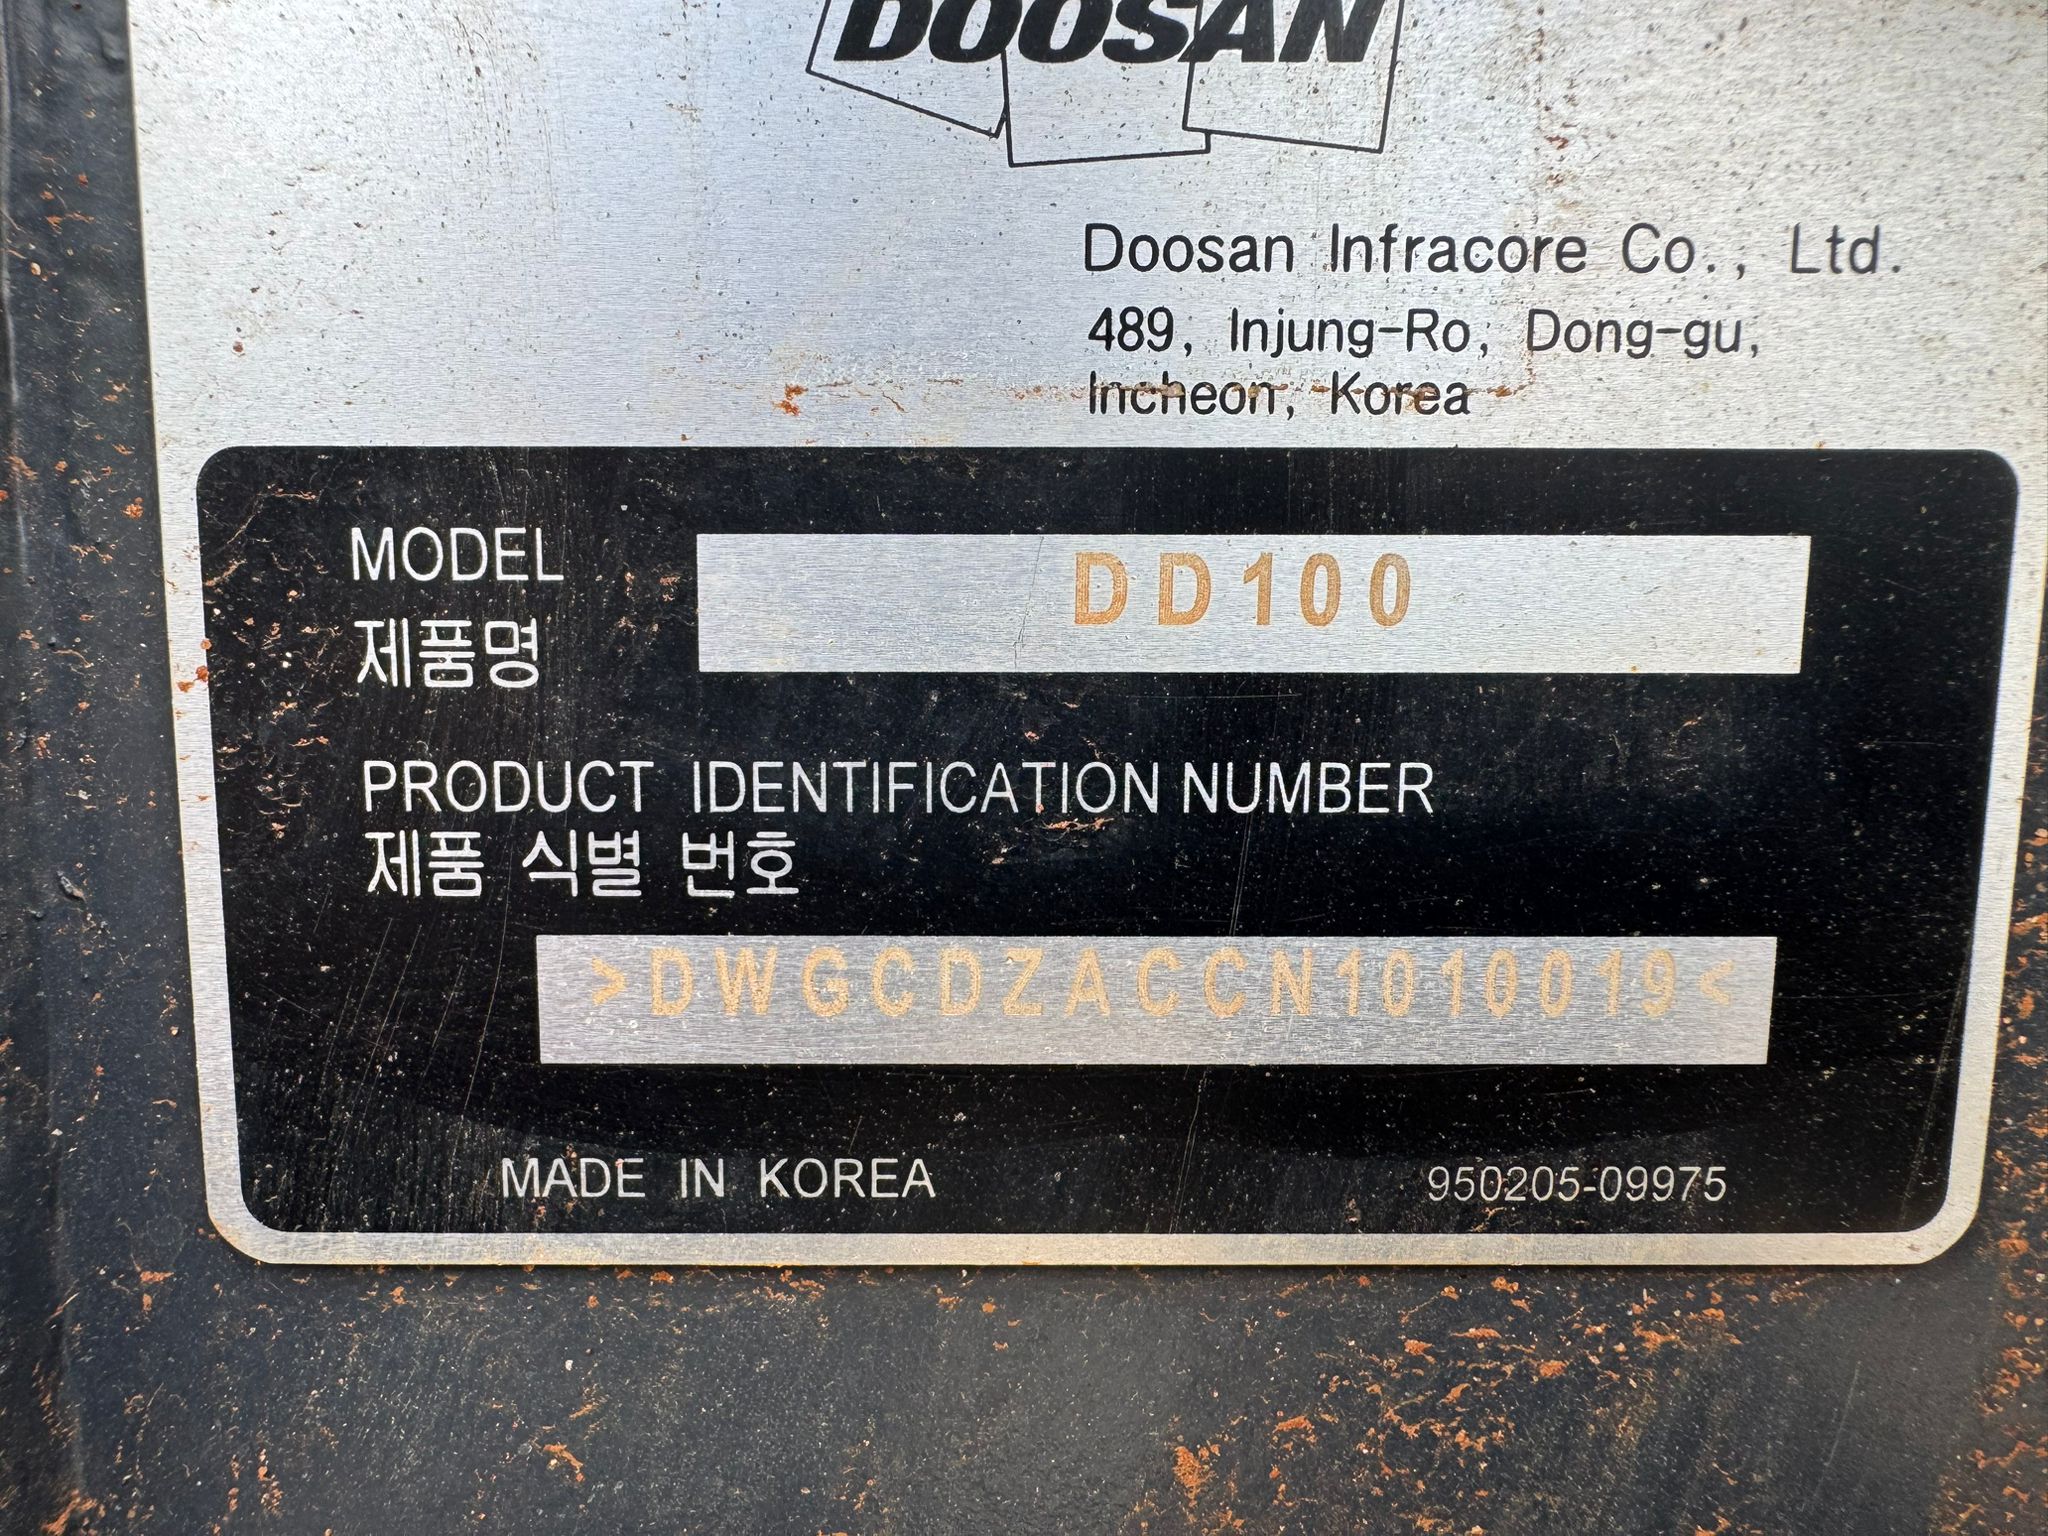 DOOSAN
Doosan Infracore Co., Ltd.
489, Injung-Ro, Dong-gu,
Incheon, Korea
MODEL
제품명
DD100
PRODUCT IDENTIFICATION NUMBER
제품 식별 번호
>DWGCDZACCN1010019<
MADE IN KOREA
950205-09975